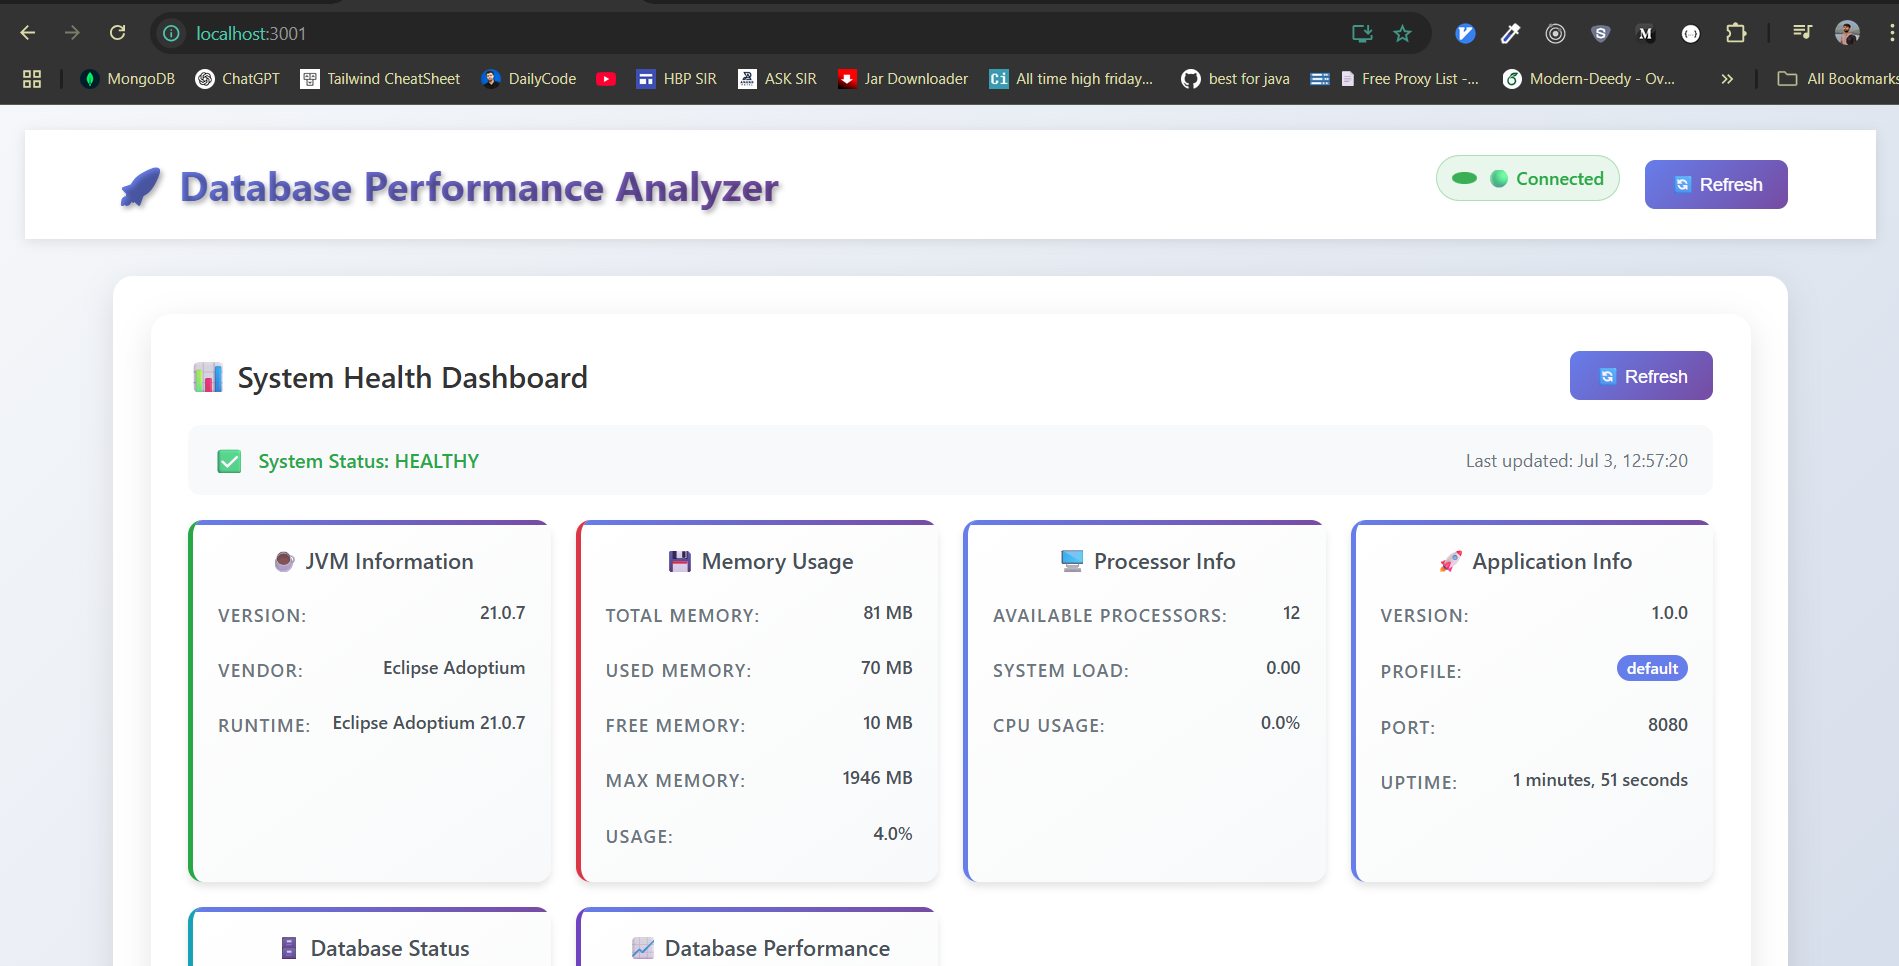 localhost:3001
MongoDB ChatGPT Tailwind CheatSheet DailyCode HBP SIR ASK SIR Jar Downloader Ci All time high friday... best for java Free Proxy List -... Modern-Deedy - Ov... » All Bookmarks
Database Performance Analyzer
Connected
Refresh
System Health Dashboard
Refresh
System Status: HEALTHY
Last updated: Jul 3, 12:57:20
JVM Information
VERSION: 21.0.7
VENDOR: Eclipse Adoptium
RUNTIME: Eclipse Adoptium 21.0.7
Memory Usage
TOTAL MEMORY: 81 MB
USED MEMORY: 70 MB
FREE MEMORY: 10 MB
MAX MEMORY: 1946 MB
USAGE: 4.0%
Processor Info
AVAILABLE PROCESSORS: 12
SYSTEM LOAD: 0.00
CPU USAGE: 0.0%
Application Info
VERSION: 1.0.0
PROFILE: default
PORT: 8080
UPTIME: 1 minutes, 51 seconds
Database Status
Database Performance